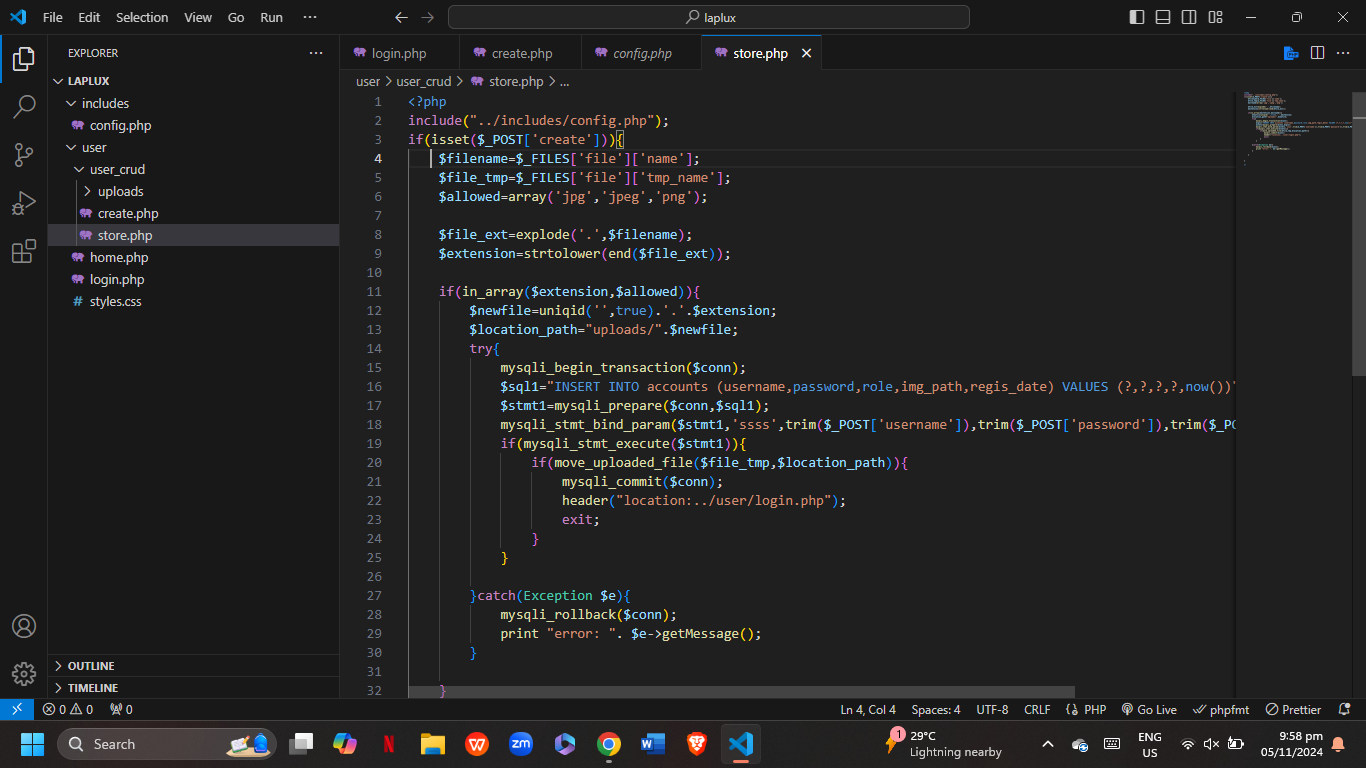 File Edit Selection View Go Run ··· laplux
EXPLORER ···
LAPLUX
includes
config.php
user
user_crud
uploads
create.php
store.php
home.php
login.php
styles.css
OUTLINE
TIMELINE
login.php create.php config.php store.php
user > user_crud > store.php > ...
1 <?php
2 include("../includes/config.php");
3 if(isset($_POST['create'])){
4 $filename=$_FILES['file']['name'];
5 $file_tmp=$_FILES['file']['tmp_name'];
6 $allowed=array('jpg','jpeg','png');
7
8 $file_ext=explode('.',$filename);
9 $extension=strtolower(end($file_ext));
10
11 if(in_array($extension,$allowed)){
12 $newfile=uniqid('',true).'.'.$extension;
13 $location_path="uploads/".$newfile;
14 try{
15 mysqli_begin_transaction($conn);
16 $sql1="INSERT INTO accounts (username,password,role,img_path,regis_date) VALUES (?,?,?,?,now())
17 $stmt1=mysqli_prepare($conn,$sql1);
18 mysqli_stmt_bind_param($stmt1,'ssss',trim($_POST['username']),trim($_POST['password']),trim($_PO
19 if(mysqli_stmt_execute($stmt1)){
20 if(move_uploaded_file($file_tmp,$location_path)){
21 mysqli_commit($conn);
22 header("location:../user/login.php");
23 exit;
24 }
25 }
26
27 }catch(Exception $e){
28 mysqli_rollback($conn);
29 print "error: ". $e->getMessage();
30 }
31
32 }
0 0 0 Ln 4, Col 4 Spaces: 4 UTF-8 CRLF PHP Go Live phpfmt Prettier
Search
1 29°C
Lightning nearby
ENG
US
9:58 pm
05/11/2024